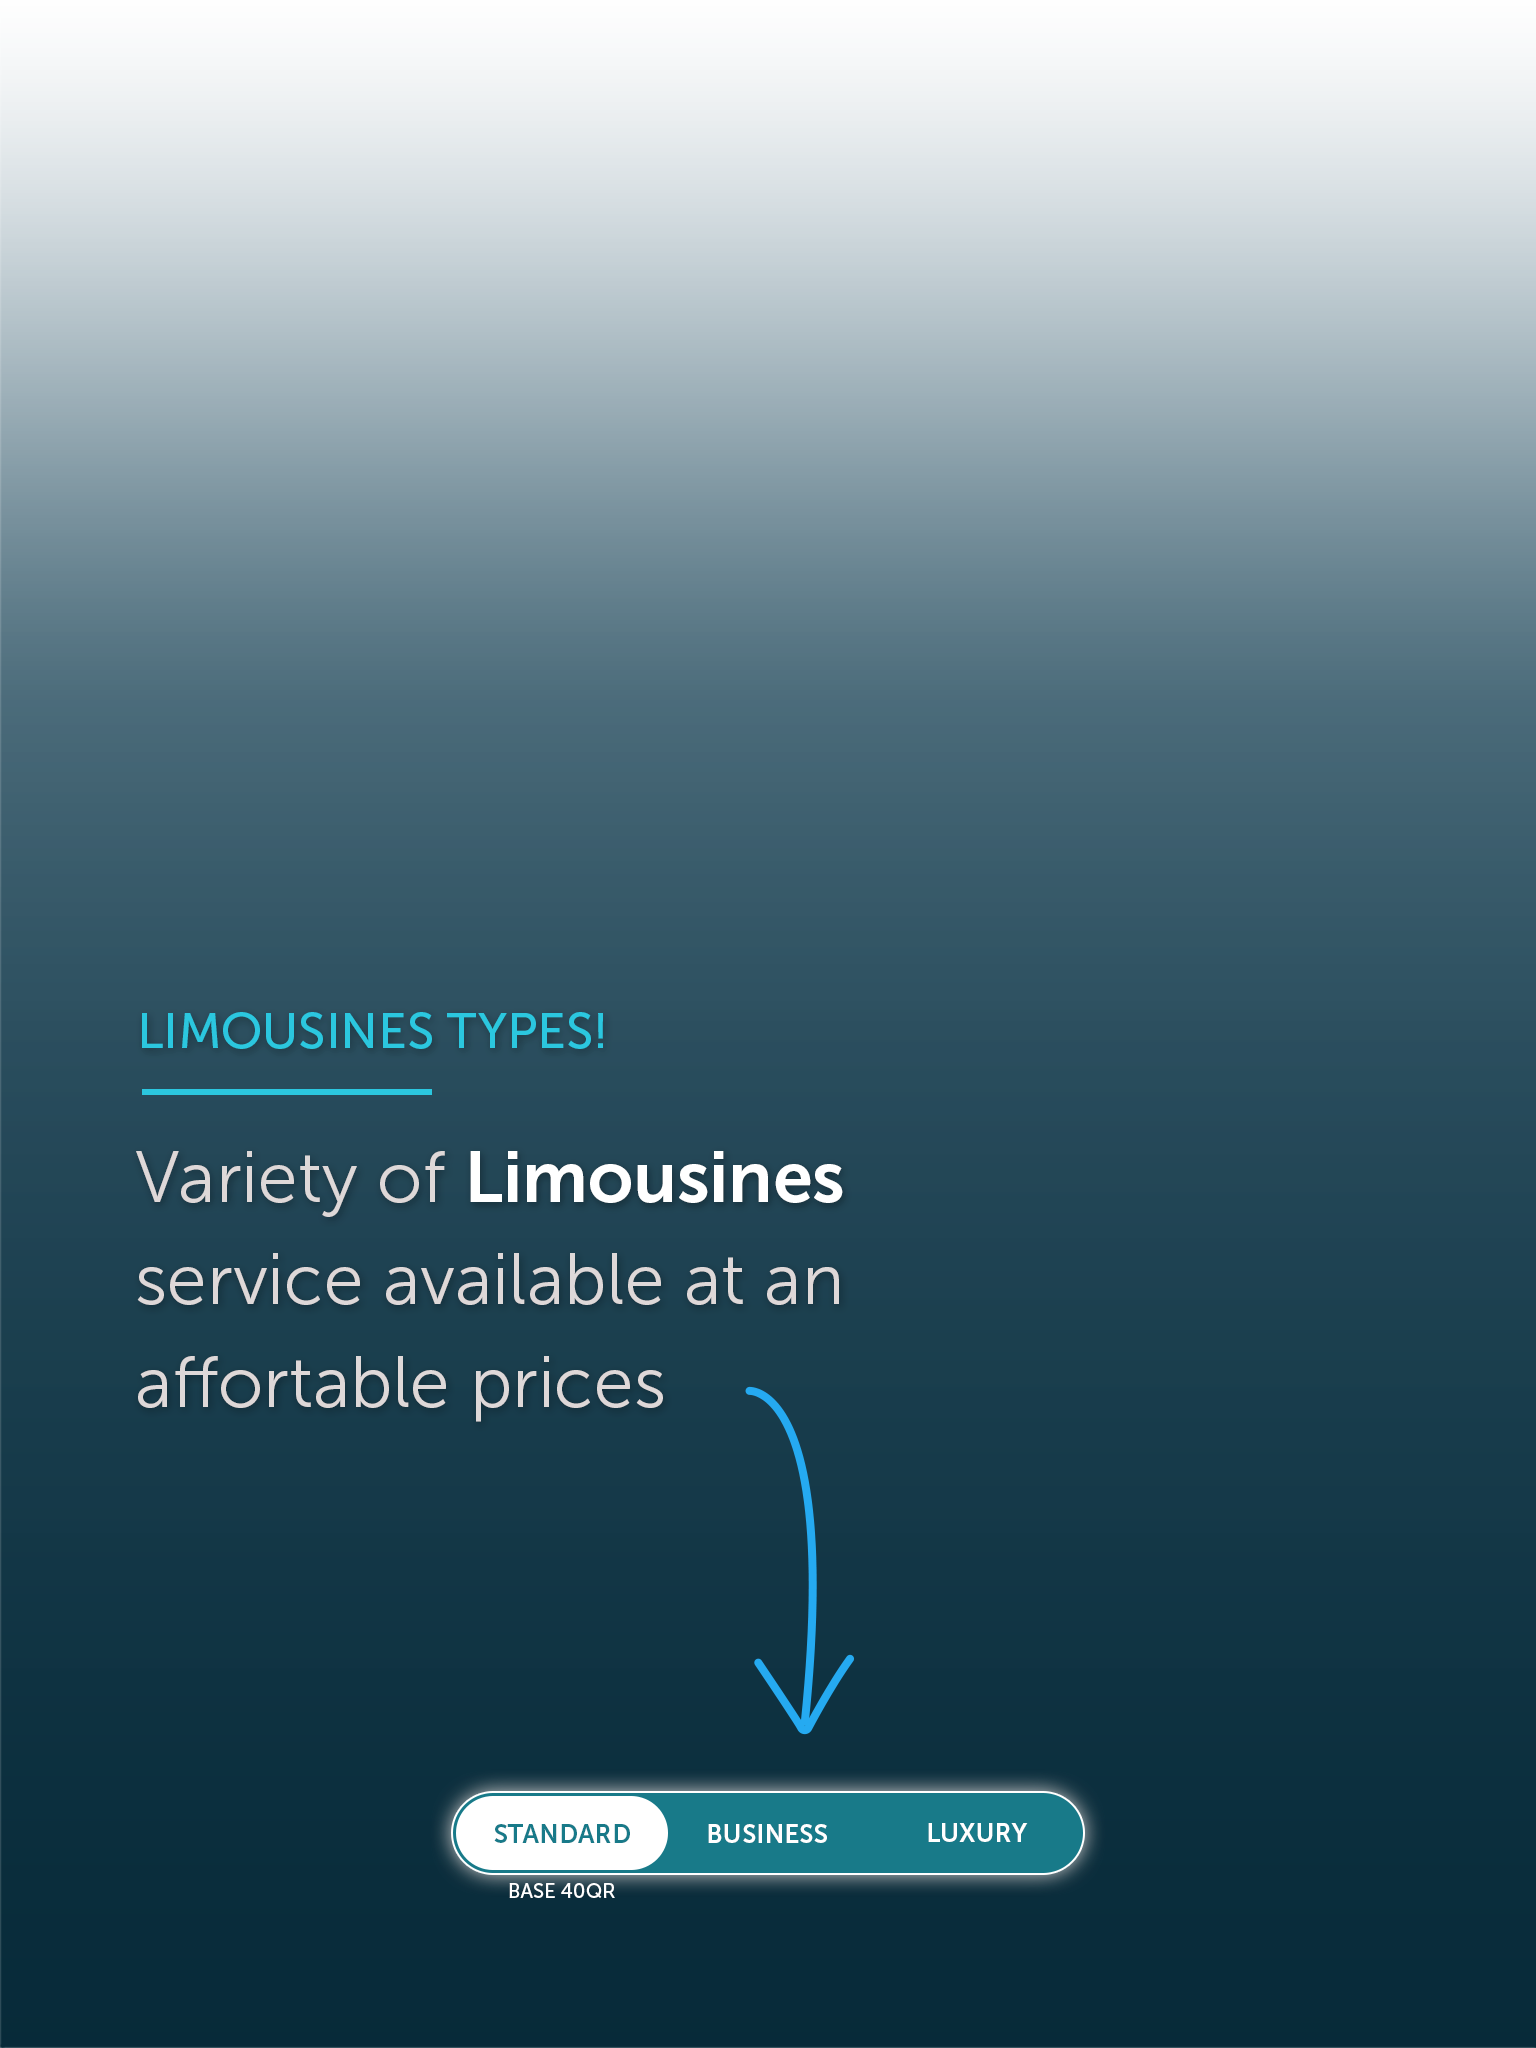 LIMOUSINES TYPES!
Variety of Limousines
service available at an
affortable prices
STANDARD BUSINESS LUXURY
BASE 40QR